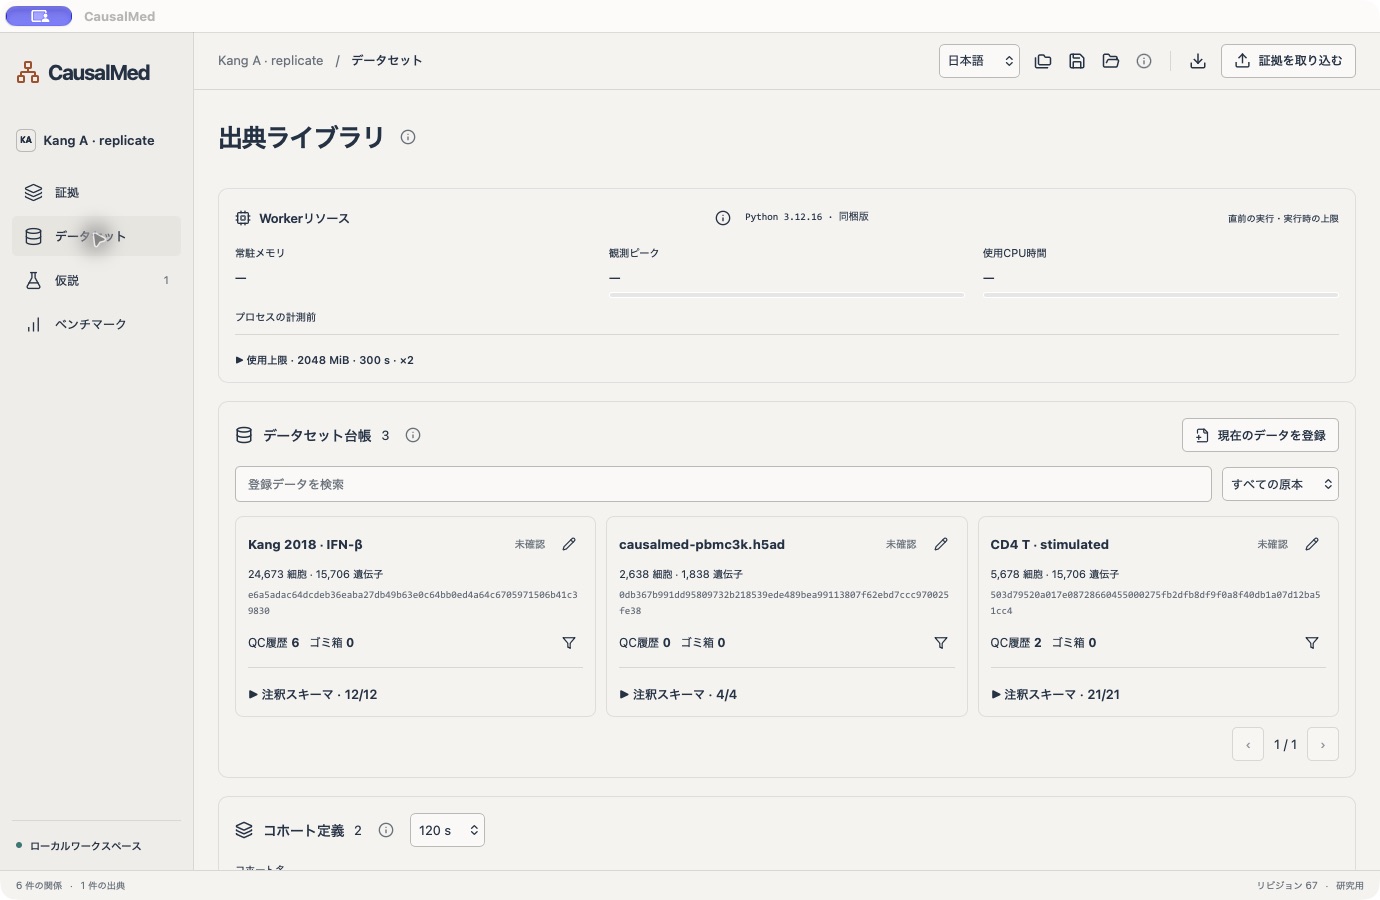 CausalMed
CausalMed
Kang A · replicate / データセット
日本語
証拠を取り込む
KA Kang A · replicate
証拠
データセット
仮説 1
ベンチマーク
出典ライブラリ
Workerリソース
Python 3.12.16 · 同梱版
直前の実行・実行時の上限
常駐メモリ
観測ピーク
使用CPU時間
—
—
—
プロセスの計測前
▶ 使用上限 · 2048 MiB · 300 s · ×2
データセット台帳 3
現在のデータを登録
登録データを検索
すべての原本
Kang 2018 · IFN-β 未確認
24,673 細胞 · 15,706 遺伝子
e6a5adac64dcdeb36eaba27db49b63e0c64bb0ed4a64c6705971506b41c3
9830
QC履歴 6 ゴミ箱 0
▶ 注釈スキーマ · 12/12
causalmed-pbmc3k.h5ad 未確認
2,638 細胞 · 1,838 遺伝子
0db367b991dd95809732b218539ede489bea99113807f62ebd7ccc970025
fe38
QC履歴 0 ゴミ箱 0
▶ 注釈スキーマ · 4/4
CD4 T · stimulated 未確認
5,678 細胞 · 15,706 遺伝子
503d79520a017e08728660455000275fb2dfb8df9f0a8f40db1a07d12ba5
1cc4
QC履歴 2 ゴミ箱 0
▶ 注釈スキーマ · 21/21
‹ 1 / 1 ›
コホート定義 2
120 s
コホート名
ローカルワークスペース
6 件の関係 · 1 件の出典
リビジョン 67 · 研究用